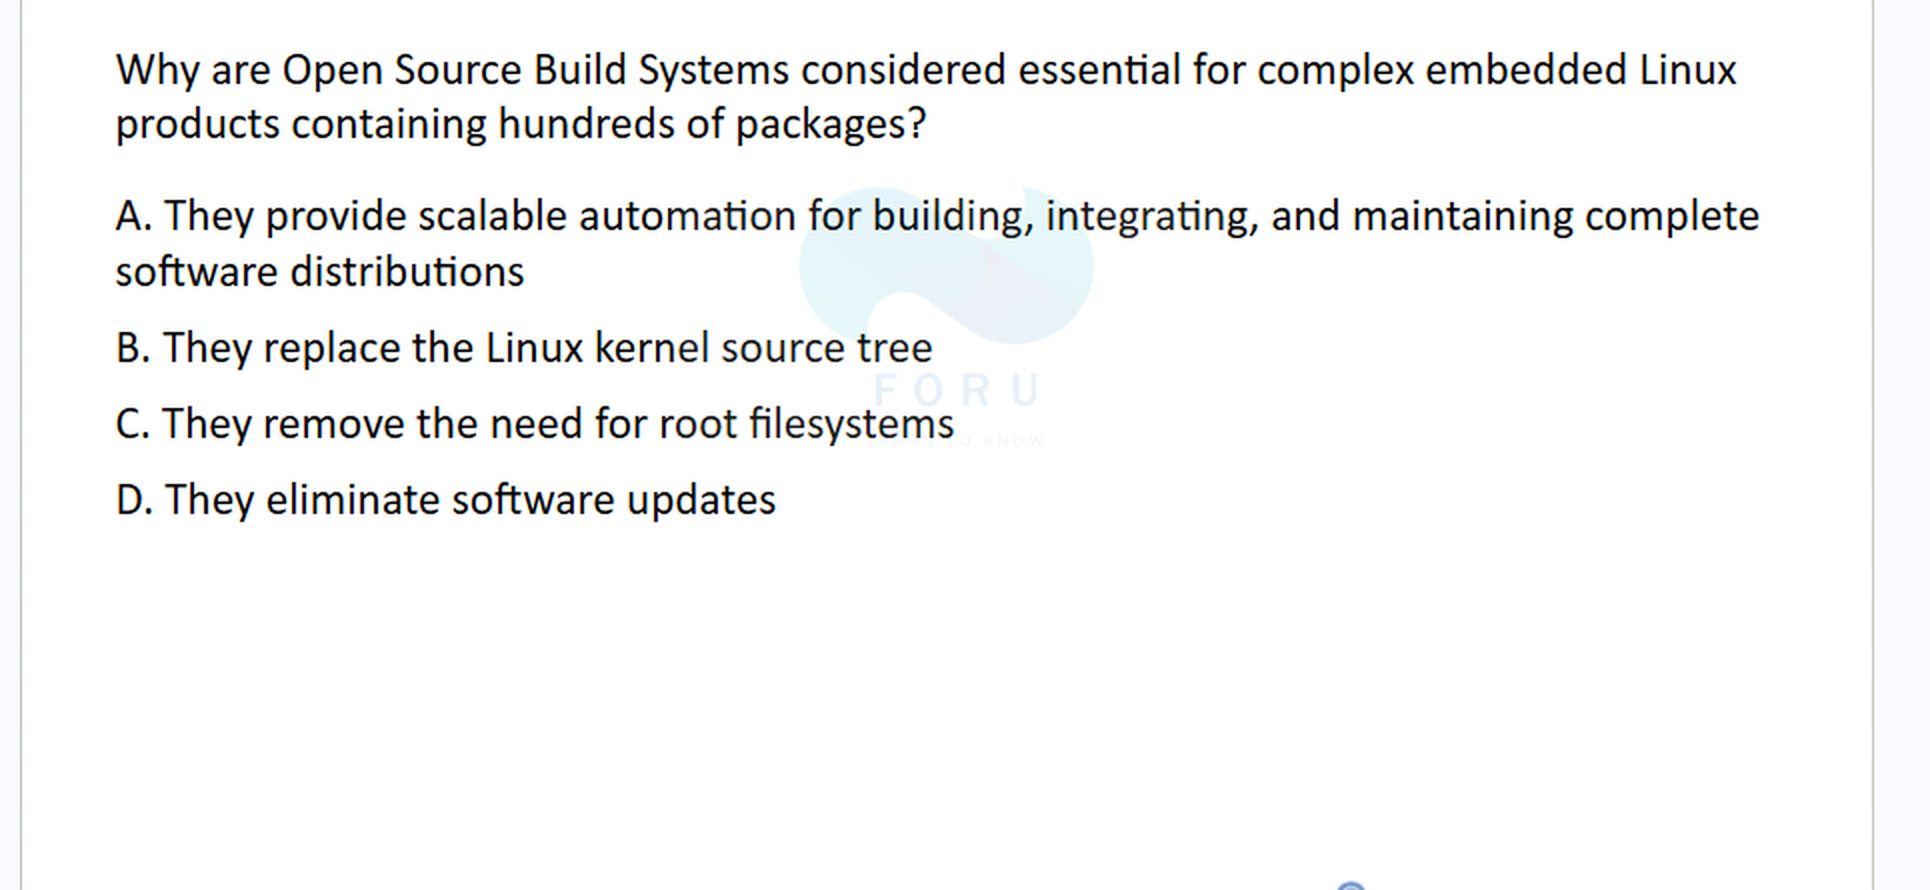 Why are Open Source Build Systems considered essential for complex embedded Linux
products containing hundreds of packages?
A. They provide scalable automation for building, integrating, and maintaining complete
software distributions
B. They replace the Linux kernel source tree
FORU
C. They remove the need for root filesystems
KNOW
D. They eliminate software updates